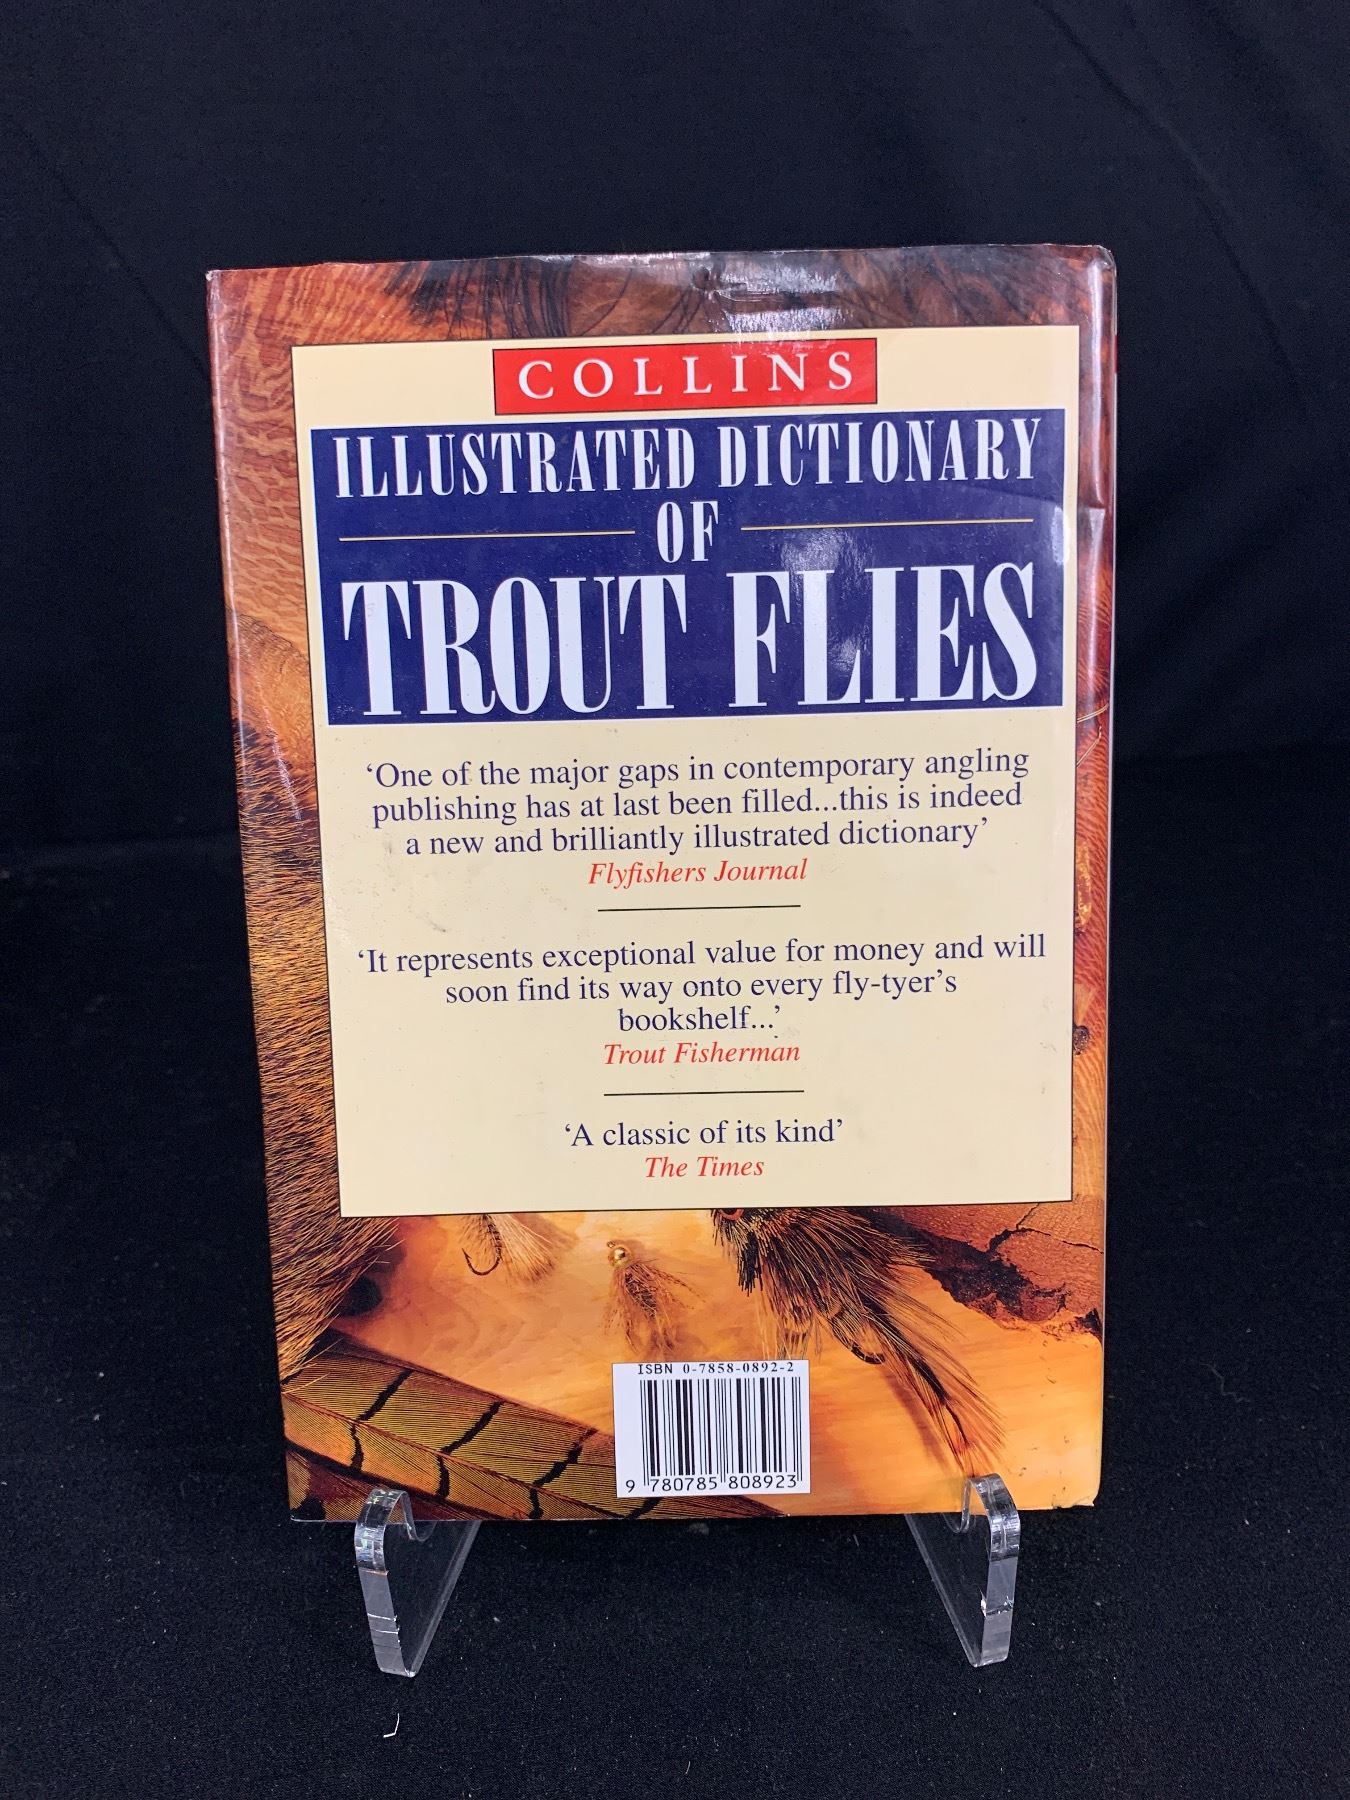 COLLINS
ILLUSTRATED DICTIONARY
OF
TROUT FLIES
‘One of the major gaps in contemporary angling
publishing has at last been filled...this is indeed
a new and brilliantly illustrated dictionary’
Flyfishers Journal
‘It represents exceptional value for money and will
soon find its way onto every fly-tyer’s
bookshelf...’
Trout Fisherman
‘A classic of its kind’
The Times
ISBN 0-7858-0892-2
9 780785 808923